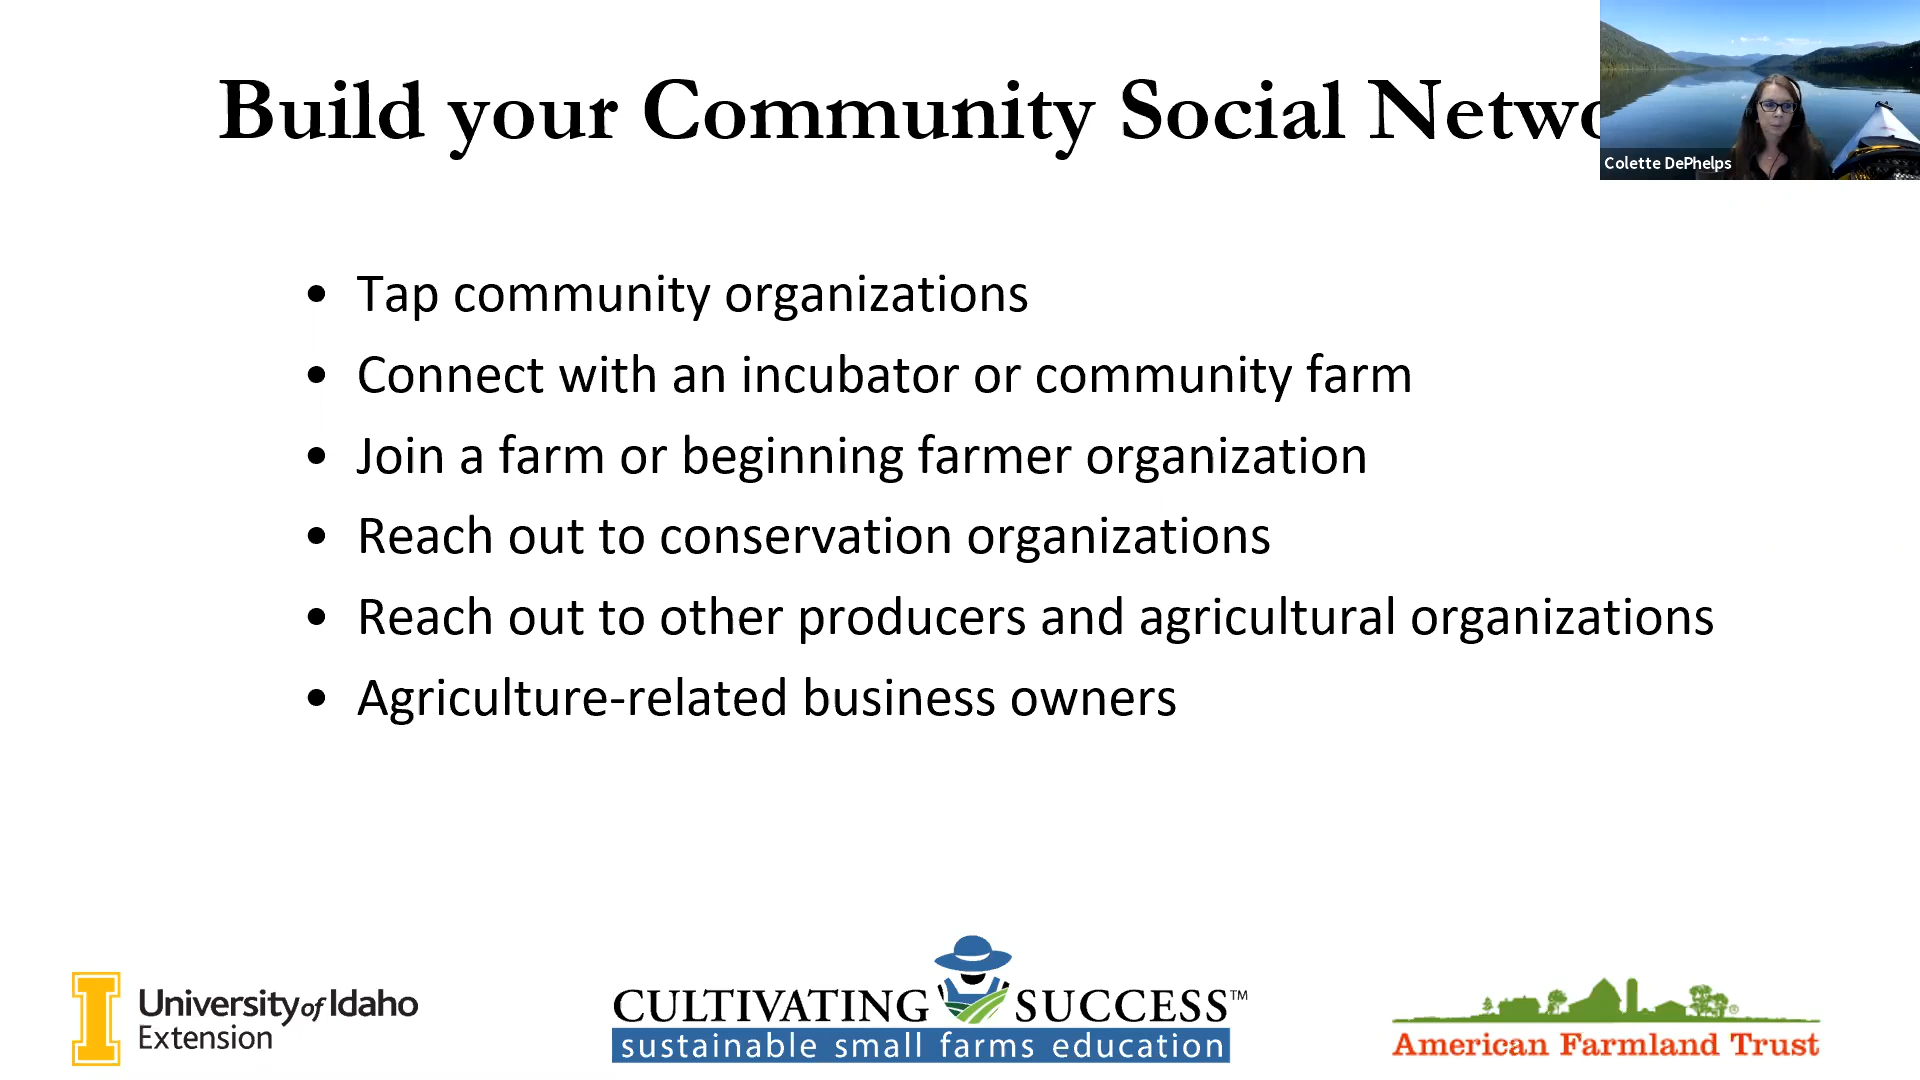 Build your Community Social Netwo
Colette DePhelps
• Tap community organizations
• Connect with an incubator or community farm
• Join a farm or beginning farmer organization
• Reach out to conservation organizations
• Reach out to other producers and agricultural organizations
• Agriculture-related business owners
I
University of Idaho
Extension
CULTIVATING SUCCESS™
sustainable small farms education
American Farmland Trust®